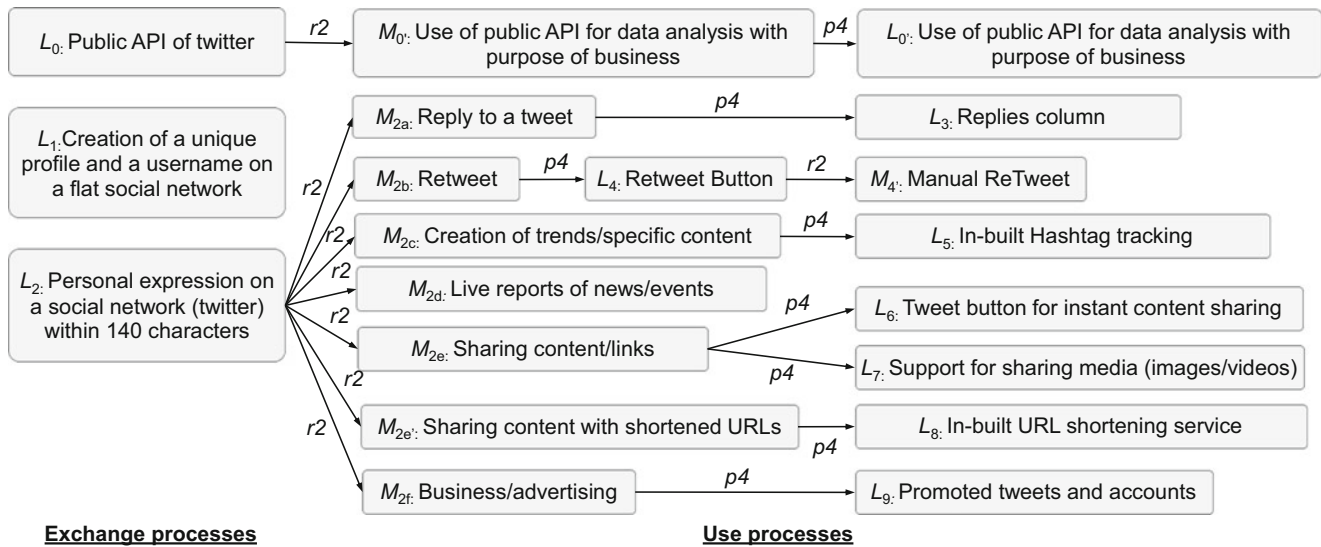 L0: Public API of twitter
r2
M0': Use of public API for data analysis with
purpose of business
p4
L0': Use of public API for data analysis with
purpose of business
L1:Creation of a unique
profile and a username on
a flat social network
L2: Personal expression on
a social network (twitter)
within 140 characters
r2
M2a: Reply to a tweet
p4
L3: Replies column
r2
M2b: Retweet
p4
L4: Retweet Button
r2
M4': Manual ReTweet
r2
M2c: Creation of trends/specific content
p4
L5: In-built Hashtag tracking
r2
M2d: Live reports of news/events
r2
M2e: Sharing content/links
p4
L6: Tweet button for instant content sharing
p4
L7: Support for sharing media (images/videos)
r2
M2e': Sharing content with shortened URLs
p4
L8: In-built URL shortening service
r2
M2f: Business/advertising
p4
L9: Promoted tweets and accounts
Exchange processes
Use processes